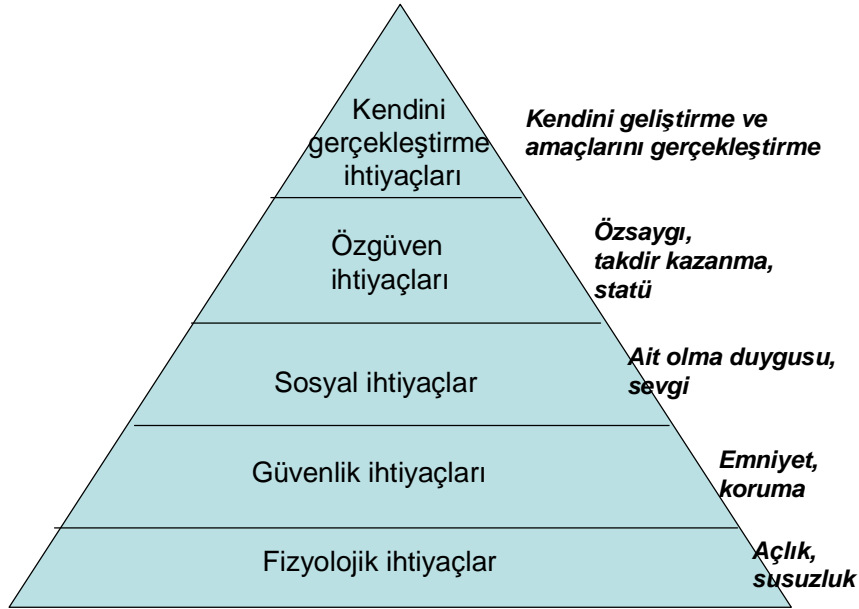 Kendini
gerçekleştirme
ihtiyaçları
Kendini geliştirme ve
amaçlarını gerçekleştirme
Özgüven
ihtiyaçları
Özsaygı,
takdir kazanma,
statü
Sosyal ihtiyaçlar
Ait olma duygusu,
sevgi
Güvenlik ihtiyaçları
Emniyet,
koruma
Fizyolojik ihtiyaçlar
Açlık,
susuzluk